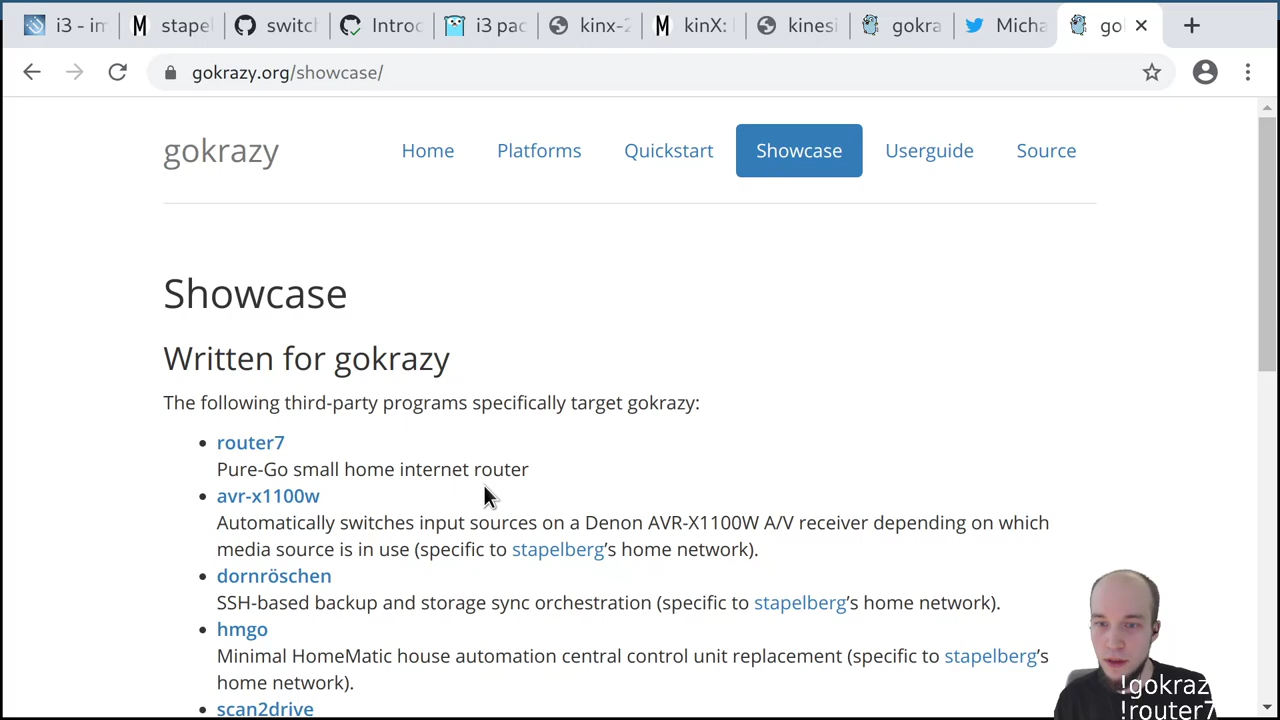 i3 - im
stapel
switch
Introd
i3 pac
kinx-2
kinX:
kinesi
gokra
Micha
go
gokrazy.org/showcase/
gokrazy
Home
Platforms
Quickstart
Showcase
Userguide
Source
Showcase
Written for gokrazy
The following third-party programs specifically target gokrazy:
router7
Pure-Go small home internet router
avr-x1100w
Automatically switches input sources on a Denon AVR-X1100W A/V receiver depending on which
media source is in use (specific to stapelberg’s home network).
dornröschen
SSH-based backup and storage sync orchestration (specific to stapelberg’s home network).
hmgo
Minimal HomeMatic house automation central control unit replacement (specific to stapelberg’s
home network).
scan2drive
!gokraz
!router7